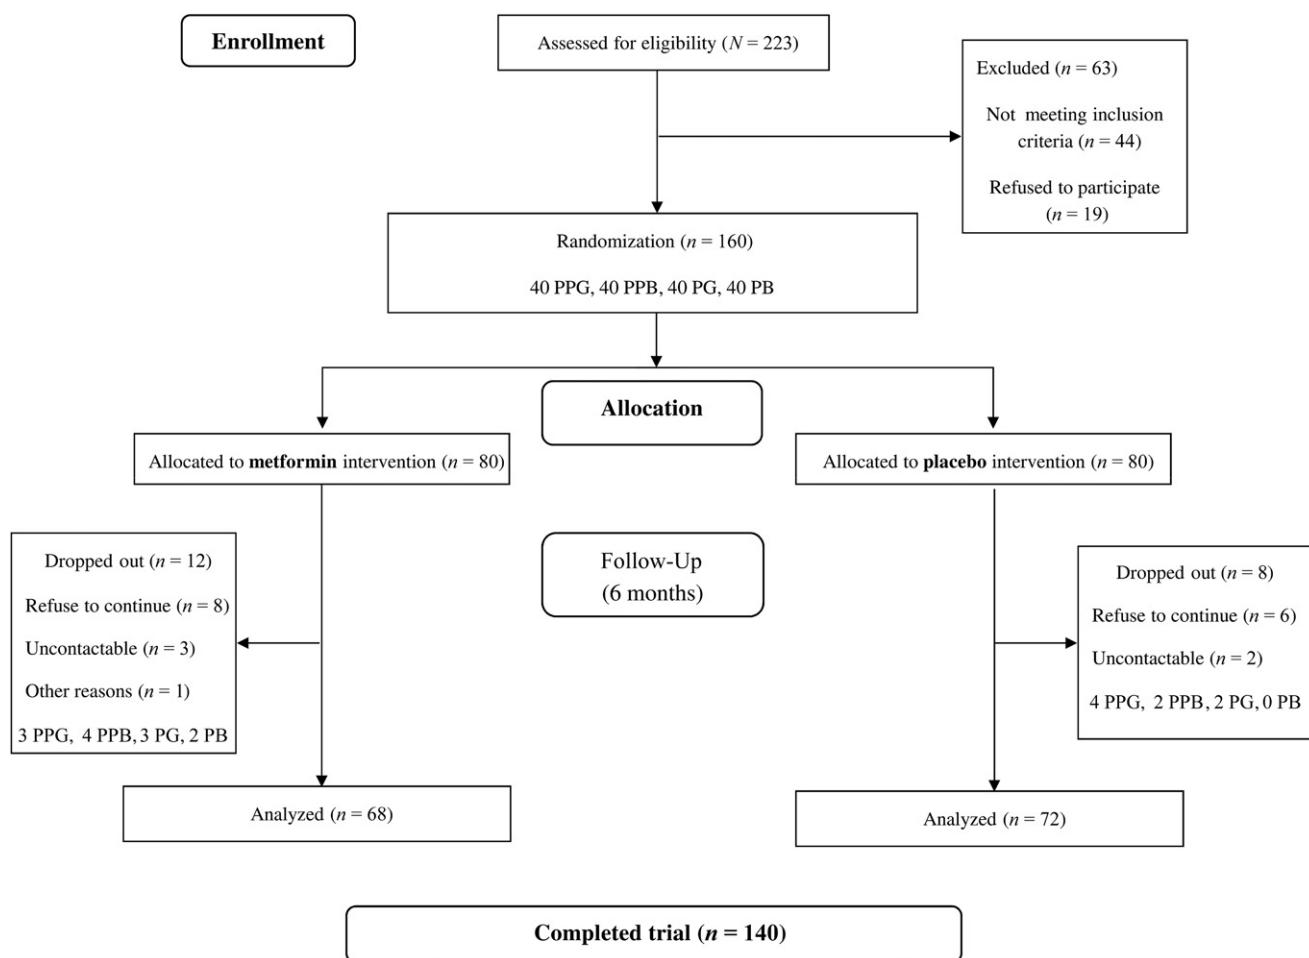 Enrollment
Assessed for eligibility (N = 223)
Excluded (n = 63)
Not meeting inclusion
criteria (n = 44)
Refused to participate
(n = 19)
Randomization (n = 160)
40 PPG, 40 PPB, 40 PG, 40 PB
Allocation
Allocated to metformin intervention (n = 80)
Allocated to placebo intervention (n = 80)
Follow-Up
(6 months)
Dropped out (n = 12)
Refuse to continue (n = 8)
Uncontactable (n = 3)
Other reasons (n = 1)
3 PPG, 4 PPB, 3 PG, 2 PB
Dropped out (n = 8)
Refuse to continue (n = 6)
Uncontactable (n = 2)
4 PPG, 2 PPB, 2 PG, 0 PB
Analyzed (n = 68)
Analyzed (n = 72)
Completed trial (n = 140)